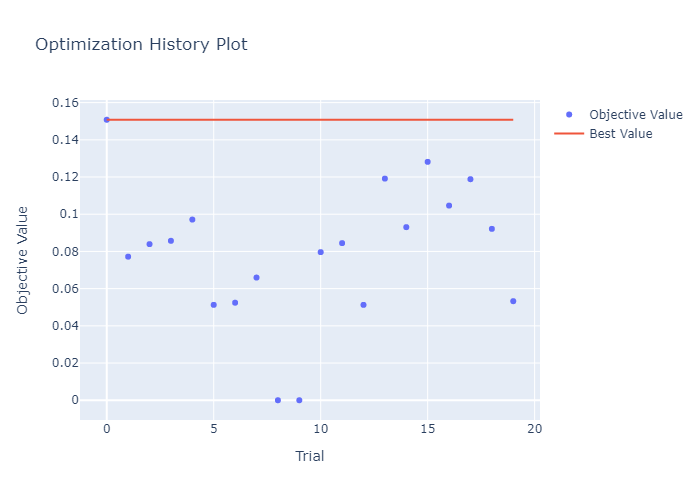 Optimization History Plot
0.16
0.14
0.12
0.1
0.08
0.06
0.04
0.02
0
Objective Value
0
5
10
15
20
Trial
Objective Value
Best Value